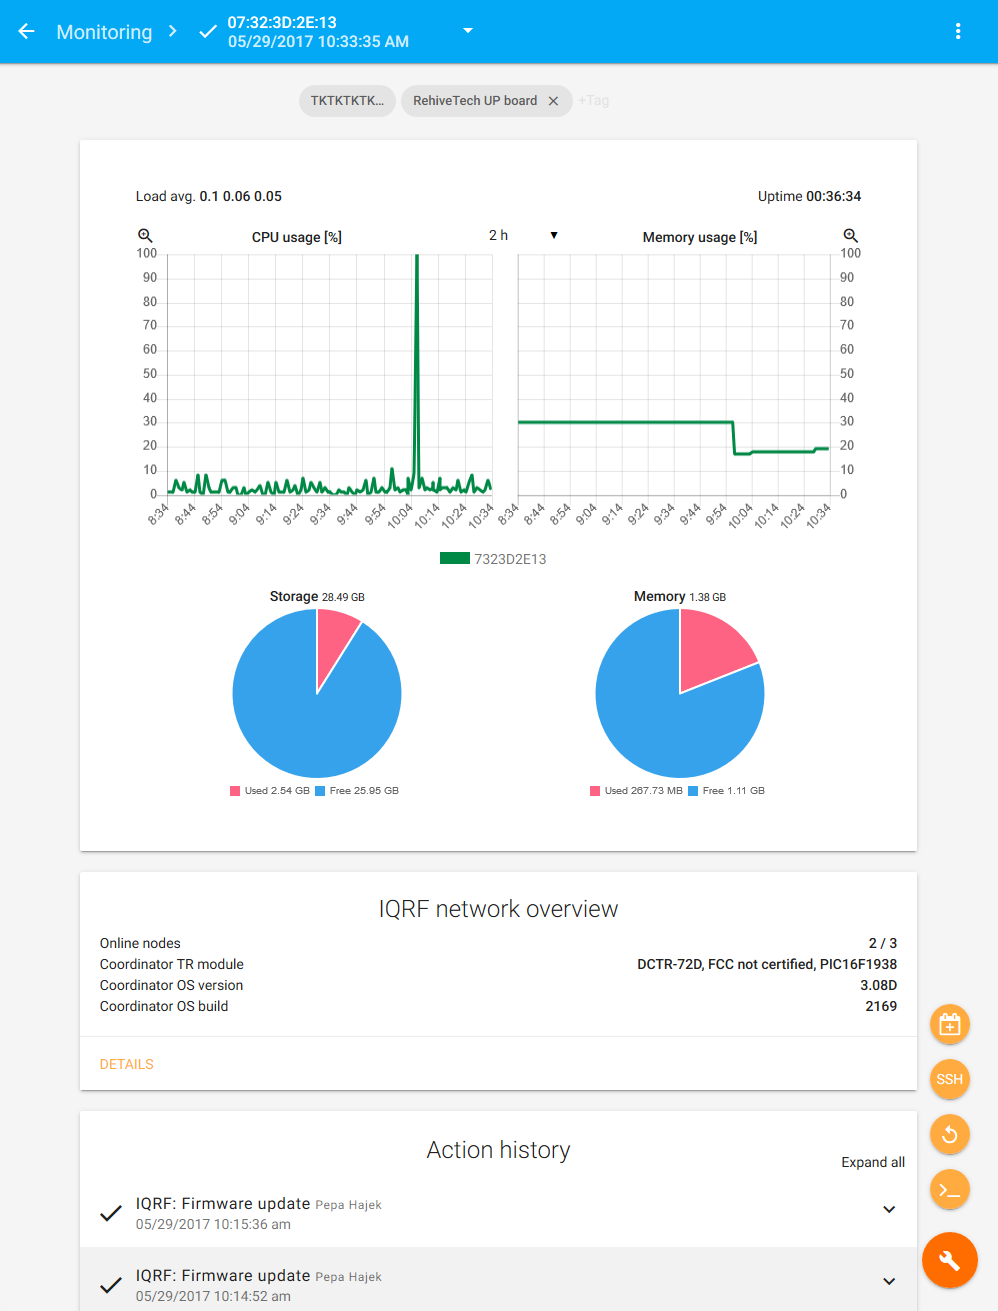 Monitoring
07:32:3D:2E:13
05/29/2017 10:33:35 AM
TKTKTKTK...
RehiveTech UP board
+Tag
Load avg. 0.1 0.06 0.05
Uptime 00:36:34
CPU usage [%]
2 h
Memory usage [%]
100
90
80
70
60
50
40
30
20
10
0
8:34 8:44 8:54 9:04 9:14 9:24 9:34 9:44 9:54 10:04 10:14 10:24 10:34
100
90
80
70
60
50
40
30
20
10
0
8:34 8:44 8:54 9:04 9:14 9:24 9:34 9:44 9:54 10:04 10:14 10:24 10:34
7323D2E13
Storage 28.49 GB
Used 2.54 GB Free 25.95 GB
Memory 1.38 GB
Used 267.73 MB Free 1.11 GB
IQRF network overview
Online nodes 2 / 3
Coordinator TR module DCTR-72D, FCC not certified, PIC16F1938
Coordinator OS version 3.08D
Coordinator OS build 2169
DETAILS
SSH
Action history
Expand all
IQRF: Firmware update Pepa Hajek
05/29/2017 10:15:36 am
IQRF: Firmware update Pepa Hajek
05/29/2017 10:14:52 am